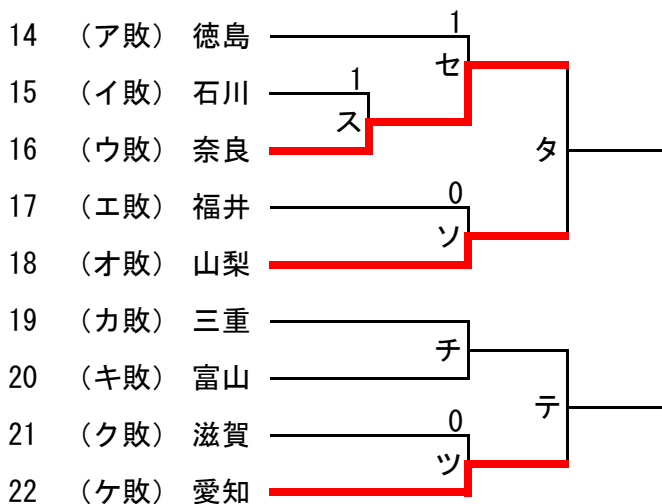 14 (ア敗) 徳島 1
セ
15 (イ敗) 石川 1
ス
16 (ウ敗) 奈良
タ
17 (エ敗) 福井 0
ソ
18 (オ敗) 山梨
19 (カ敗) 三重
チ
20 (キ敗) 富山
テ
21 (ク敗) 滋賀 0
ツ
22 (ケ敗) 愛知